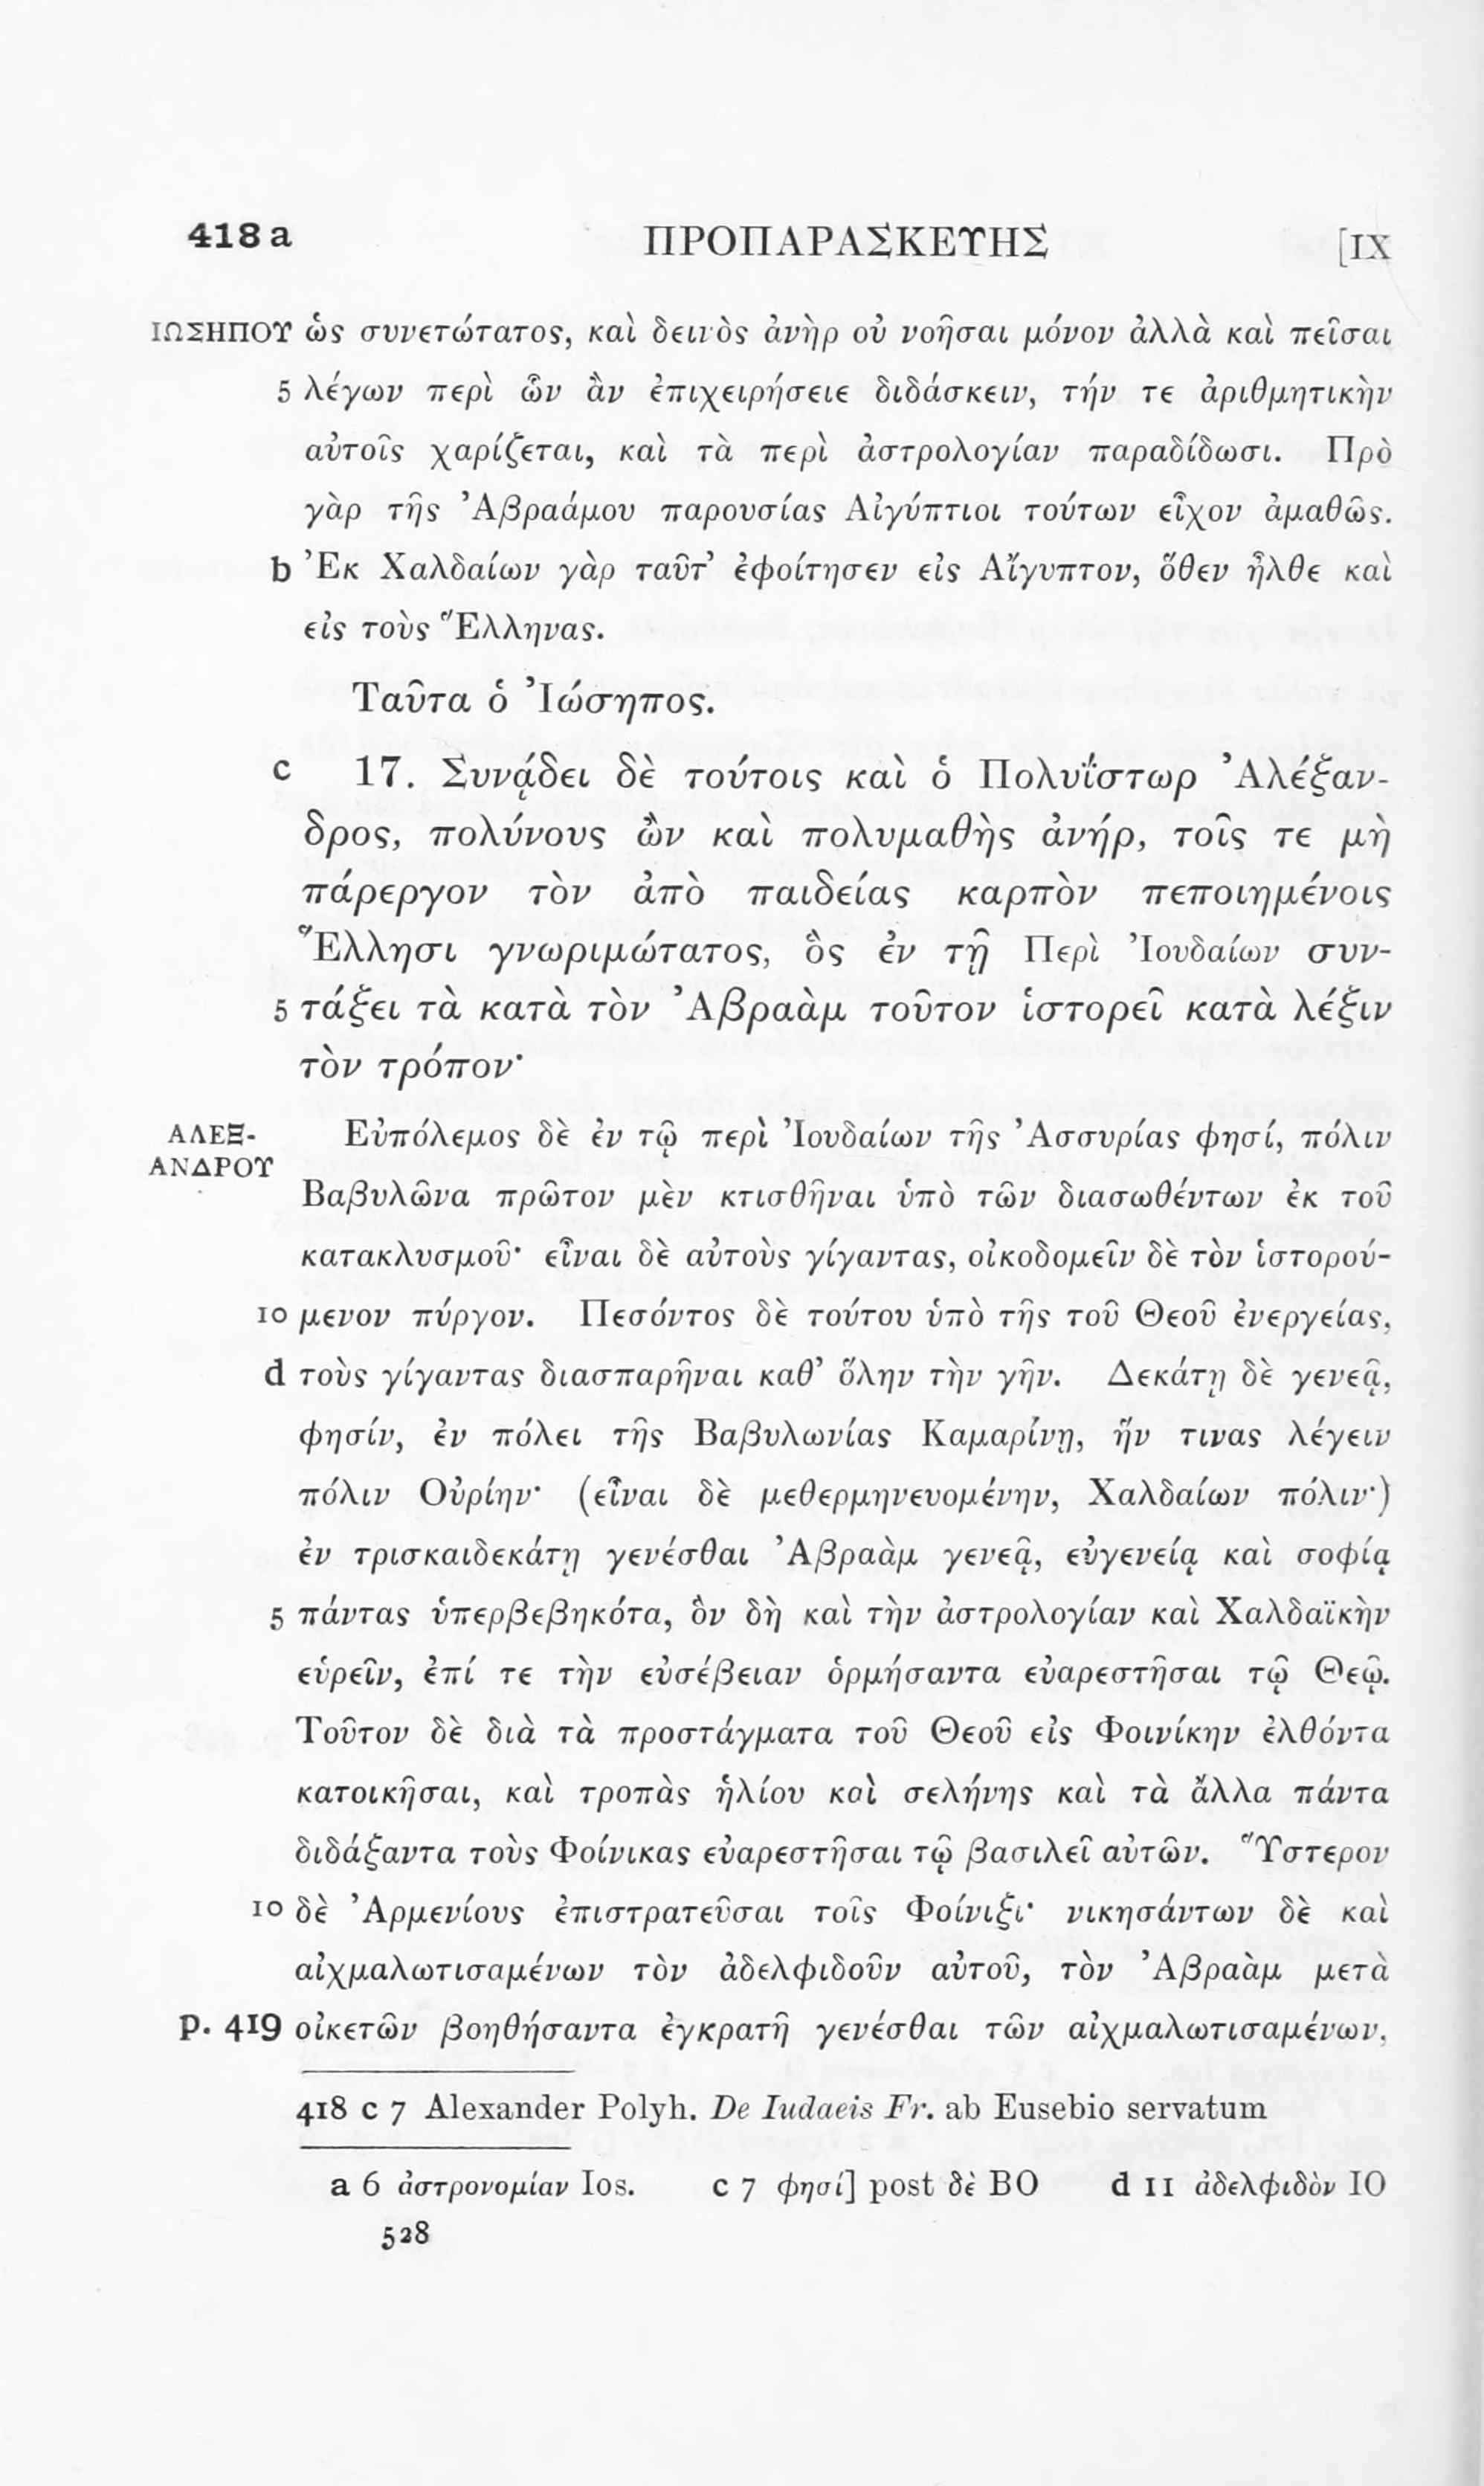 418 a ΠΡΟΠΑΡΑΣΚΕΥΗΣ [IX
ΙΩΣΗΠΟΥ ὡς συνετώτατος, καὶ δεινὸς ἀνὴρ οὐ νοῆσαι μόνον ἀλλὰ καὶ πεῖσαι
5 λέγων περὶ ὧν ἂν ἐπιχειρήσειε διδάσκειν, τήν τε ἀριθμητικὴν
αὐτοῖς χαρίζεται, καὶ τὰ περὶ ἀστρολογίαν παραδίδωσι. Πρὸ
γὰρ τῆς Ἀβραάμου παρουσίας Αἰγύπτιοι τούτων εἶχον ἀμαθῶς.
b Ἐκ Χαλδαίων γὰρ ταῦτ’ ἐφοίτησεν εἰς Αἴγυπτον, ὅθεν ἦλθε καὶ
εἰς τοὺς Ἕλληνας.
Ταῦτα ὁ Ἰώσηπος.
c 17. Συνᾴδει δὲ τούτοις καὶ ὁ Πολυΐστωρ Ἀλέξαν-
δρος, πολύνους ὢν καὶ πολυμαθὴς ἀνήρ, τοῖς τε μὴ
πάρεργον τὸν ἀπὸ παιδείας καρπὸν πεποιημένοις
Ἕλλησι γνωριμώτατος, ὃς ἐν τῇ Περὶ Ἰουδαίων συν-
5 τάξει τὰ κατὰ τὸν Ἀβραὰμ τοῦτον ἱστορεῖ κατὰ λέξιν
τὸν τρόπον·
ΑΛΕΞ-
ΑΝΔΡΟΥ
Εὐπόλεμος δὲ ἐν τῷ περὶ Ἰουδαίων τῆς Ἀσσυρίας φησί, πόλιν
Βαβυλῶνα πρῶτον μὲν κτισθῆναι ὑπὸ τῶν διασωθέντων ἐκ τοῦ
κατακλυσμοῦ· εἶναι δὲ αὐτοὺς γίγαντας, οἰκοδομεῖν δὲ τὸν ἱστορού-
10 μενον πύργον. Πεσόντος δὲ τούτου ὑπὸ τῆς τοῦ Θεοῦ ἐνεργείας,
d τοὺς γίγαντας διασπαρῆναι καθ’ ὅλην τὴν γῆν. Δεκάτῃ δὲ γενεᾷ,
φησίν, ἐν πόλει τῆς Βαβυλωνίας Καμαρίνῃ, ἥν τινας λέγειν
πόλιν Οὐρίην· (εἶναι δὲ μεθερμηνευομένην, Χαλδαίων πόλιν·)
ἐν τρισκαιδεκάτῃ γενέσθαι Ἀβραὰμ γενεᾷ, εὐγενείᾳ καὶ σοφίᾳ
5 πάντας ὑπερβεβηκότα, ὃν δὴ καὶ τὴν ἀστρολογίαν καὶ Χαλδαϊκὴν
εὑρεῖν, ἐπί τε τὴν εὐσέβειαν ὁρμήσαντα εὐαρεστῆσαι τῷ Θεῷ.
Τοῦτον δὲ διὰ τὰ προστάγματα τοῦ Θεοῦ εἰς Φοινίκην ἐλθόντα
κατοικῆσαι, καὶ τροπὰς ἡλίου καὶ σελήνης καὶ τὰ ἄλλα πάντα
διδάξαντα τοὺς Φοίνικας εὐαρεστῆσαι τῷ βασιλεῖ αὐτῶν. Ὕστερον
10 δὲ Ἀρμενίους ἐπιστρατεῦσαι τοῖς Φοίνιξι· νικησάντων δὲ καὶ
αἰχμαλωτισαμένων τὸν ἀδελφιδοῦν αὐτοῦ, τὸν Ἀβραὰμ μετὰ
p. 419 οἰκετῶν βοηθήσαντα ἐγκρατῆ γενέσθαι τῶν αἰχμαλωτισαμένων,
418 c 7 Alexander Polyh. De Iudaeis Fr. ab Eusebio servatum
a 6 ἀστρονομίαν Ios. c 7 φησί] post δὲ BO d 11 ἀδελφιδὸν IO
528